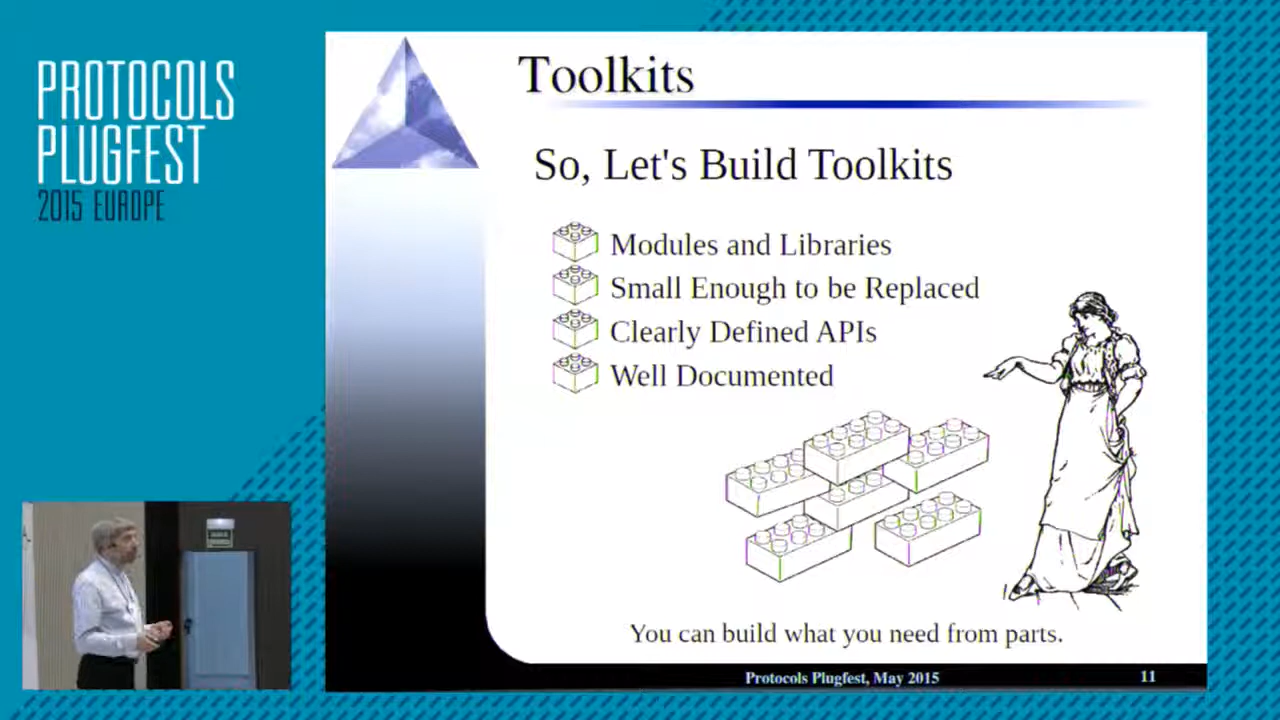 PROTOCOLS
PLUGFEST
2015 EUROPE
Toolkits
So, Let's Build Toolkits
Modules and Libraries
Small Enough to be Replaced
Clearly Defined APIs
Well Documented
You can build what you need from parts.
Protocols Plugfest, May 2015
11